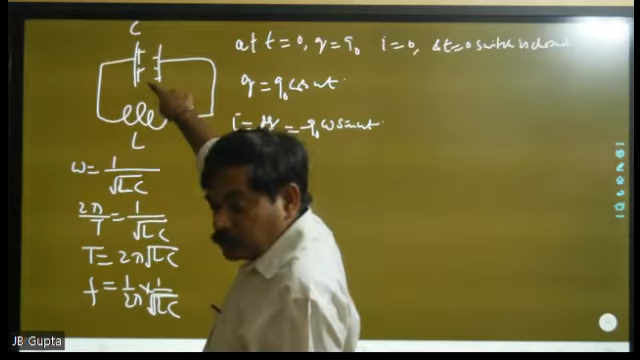 C
at t=0, q=q₀ i=0, at t=0 switch is closed
q = q₀ cos ωt
i = dq = -q₀ ω sin ωt
L
ω = 1/√LC
2π/T = 1/√LC
T = 2π√LC
f = 1/2π × 1/√LC
JB Gupta